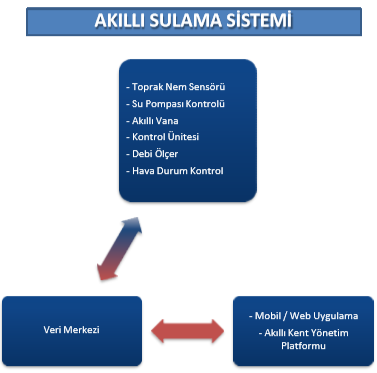 AKILLI SULAMA SİSTEMİ
- Toprak Nem Sensörü
- Su Pompası Kontrolü
- Akıllı Vana
- Kontrol Ünitesi
- Debi Ölçer
- Hava Durum Kontrol
Veri Merkezi
- Mobil / Web Uygulama
- Akıllı Kent Yönetim
Platformu